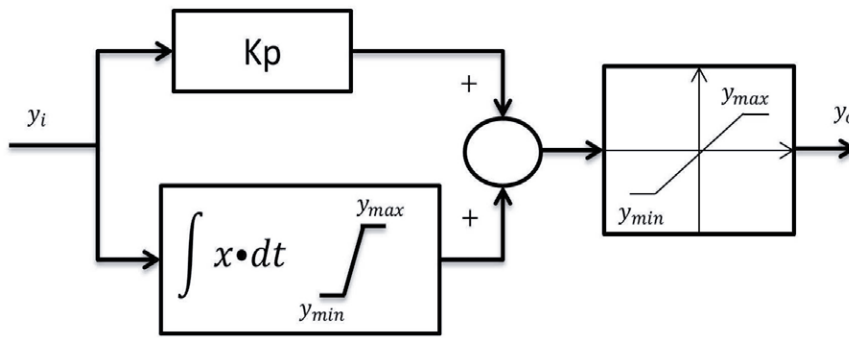 Kp
+
y_i
y_max
y_o
y_min
∫ x•dt
y_max
y_min
+